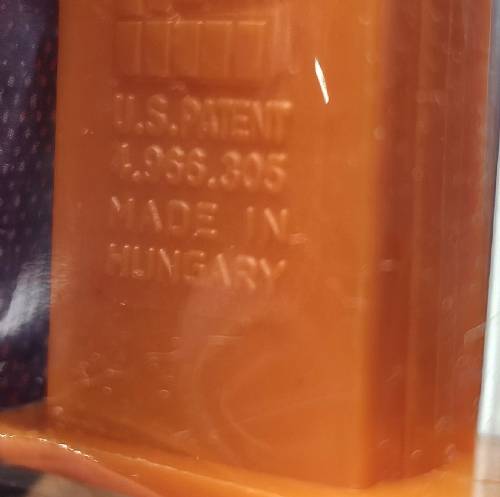 U.S.PATENT
4.966.305
MADE IN
HUNGARY